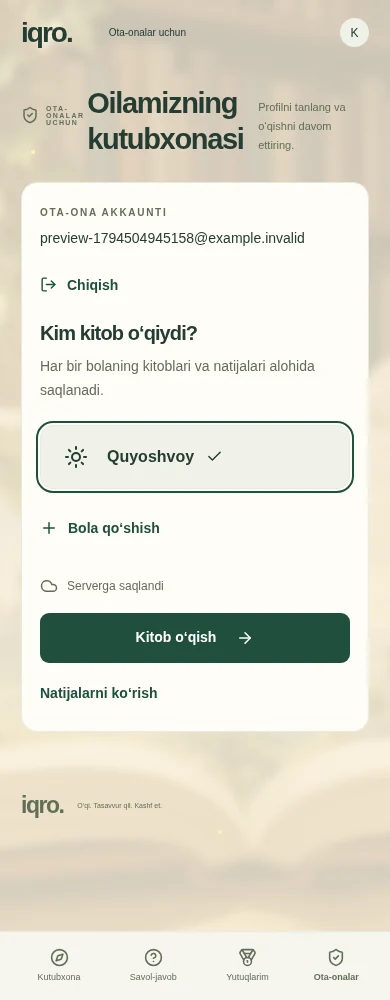 iqro.
Ota-onalar uchun
K
OTA-
ONALAR
UCHUN
Oilamizning
kutubxonasi
Profilni tanlang va
o‘qishni davom
ettiring.
OTA-ONA AKKAUNTI
preview-1794504945158@example.invalid
Chiqish
Kim kitob o‘qiydi?
Har bir bolaning kitoblari va natijalari alohida
saqlanadi.
Quyoshvoy
Bola qo‘shish
Serverga saqlandi
Kitob o‘qish
Natijalarni ko‘rish
iqro.
O‘qi. Tasavvur qil. Kashf et.
Kutubxona
Savol-javob
Yutuqlarim
Ota-onalar